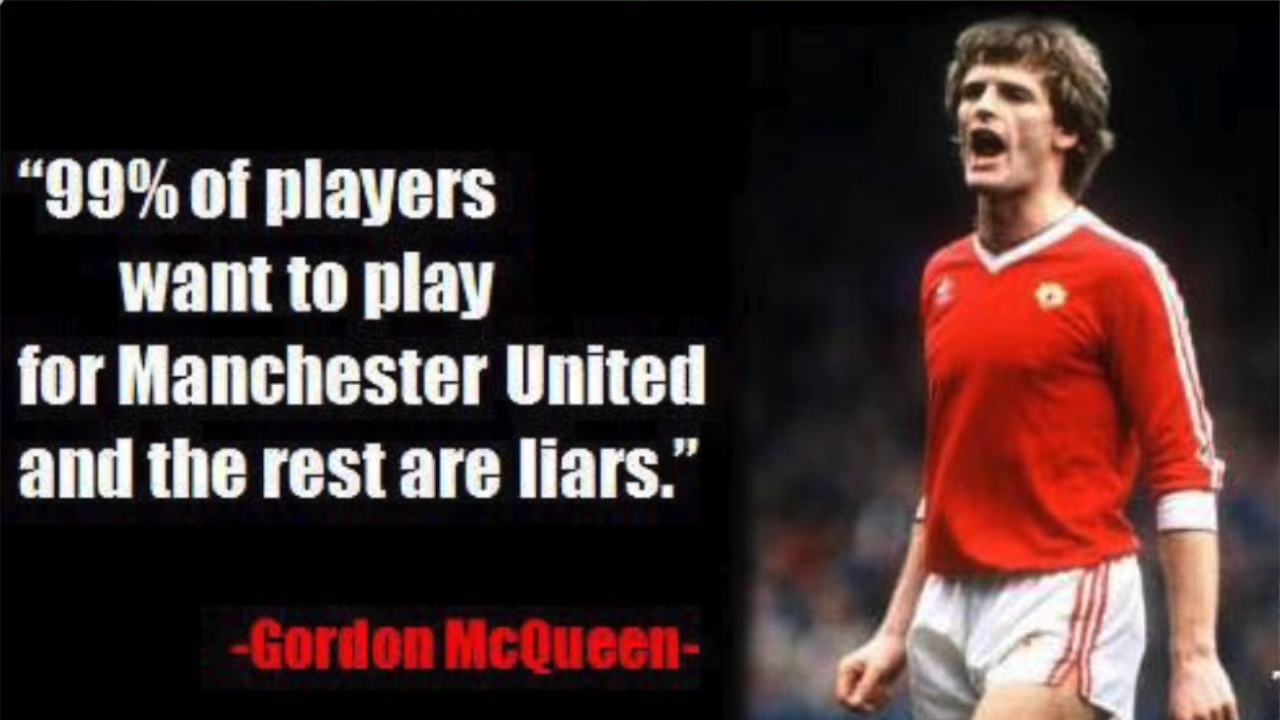 “99% of players
want to play
for Manchester United
and the rest are liars.”
-Gordon McQueen-